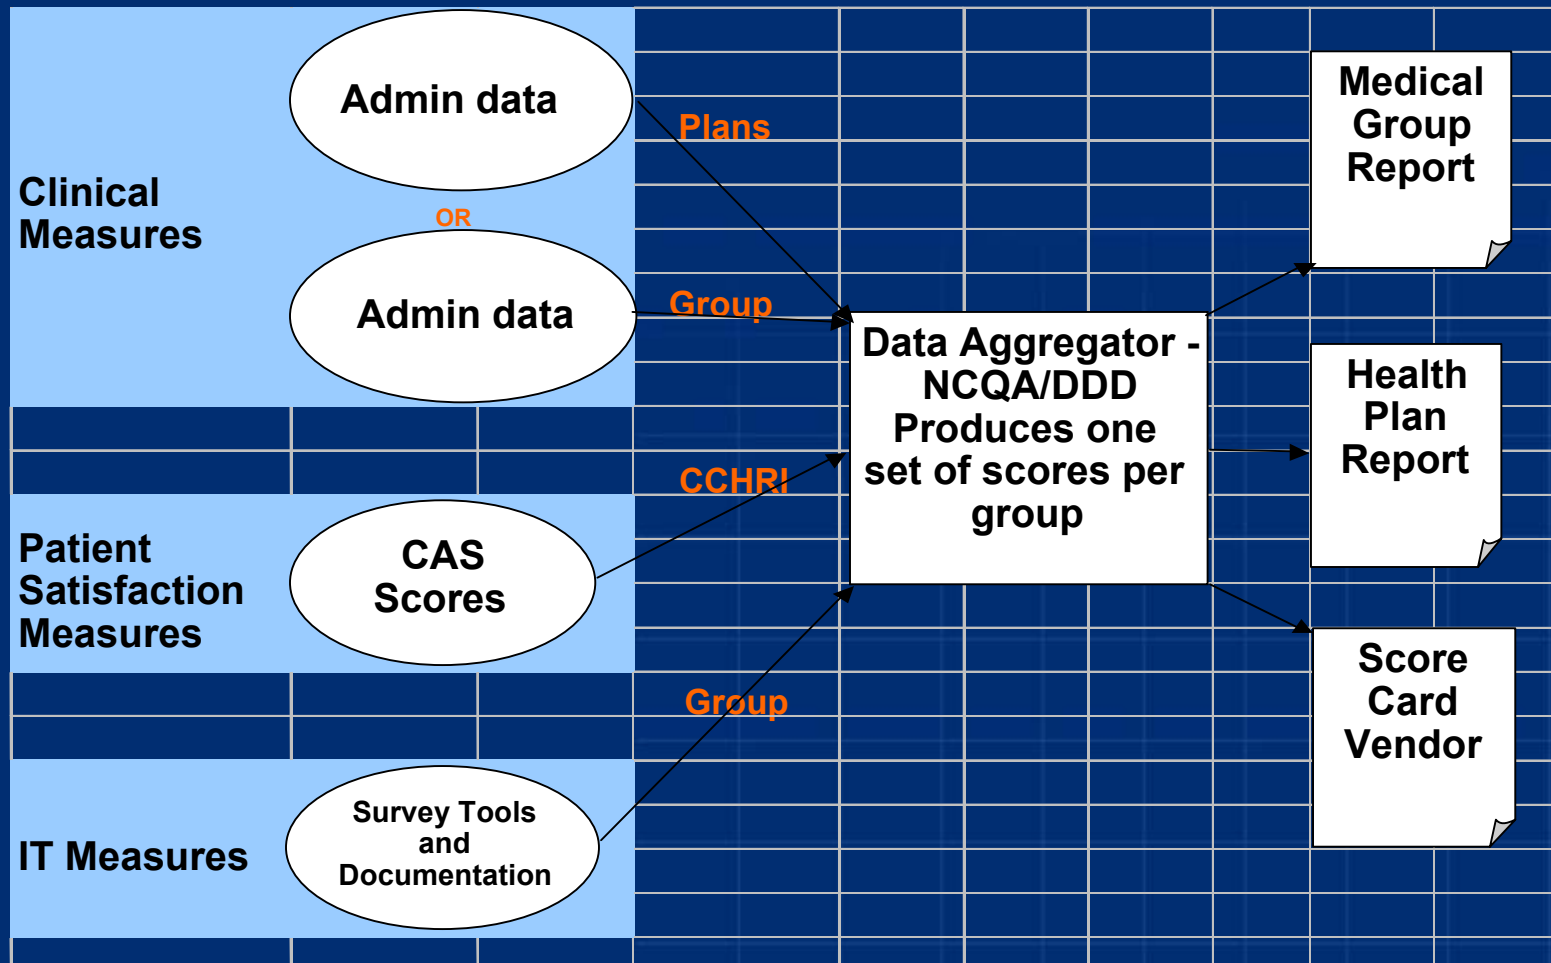 Clinical
Measures
Admin data
OR
Admin data
Plans
Group
Patient
Satisfaction
Measures
CAS
Scores
CCHRI
IT Measures
Survey Tools
and
Documentation
Group
Data Aggregator -
NCQA/DDD
Produces one
set of scores per
group
Medical
Group
Report
Health
Plan
Report
Score
Card
Vendor